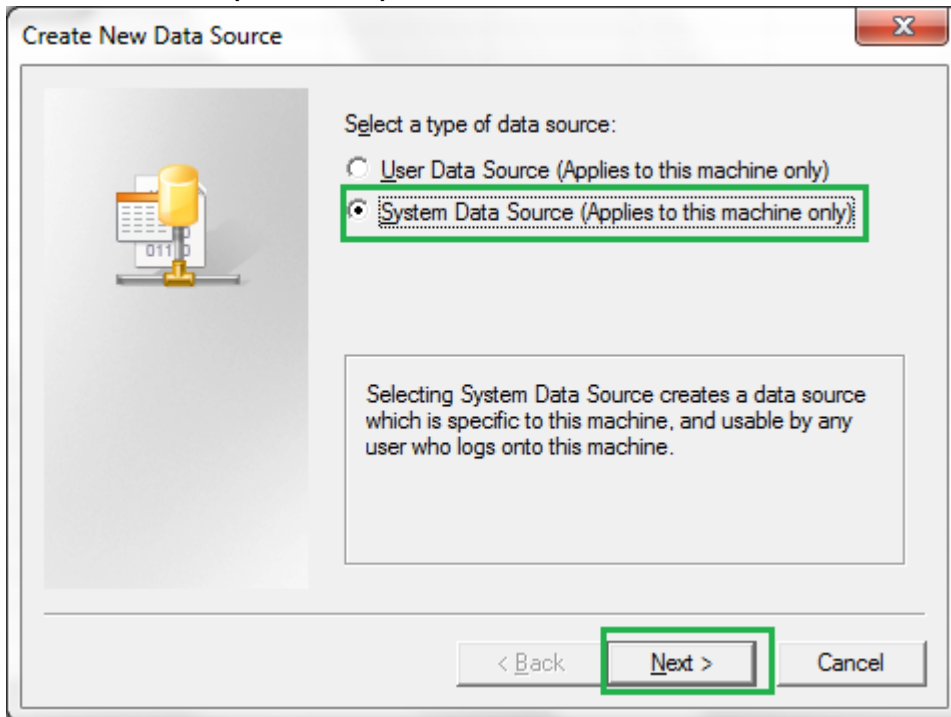 Create New Data Source
Select a type of data source:
User Data Source (Applies to this machine only)
System Data Source (Applies to this machine only)
011
Selecting System Data Source creates a data source
which is specific to this machine, and usable by any
user who logs onto this machine.
< Back
Next >
Cancel